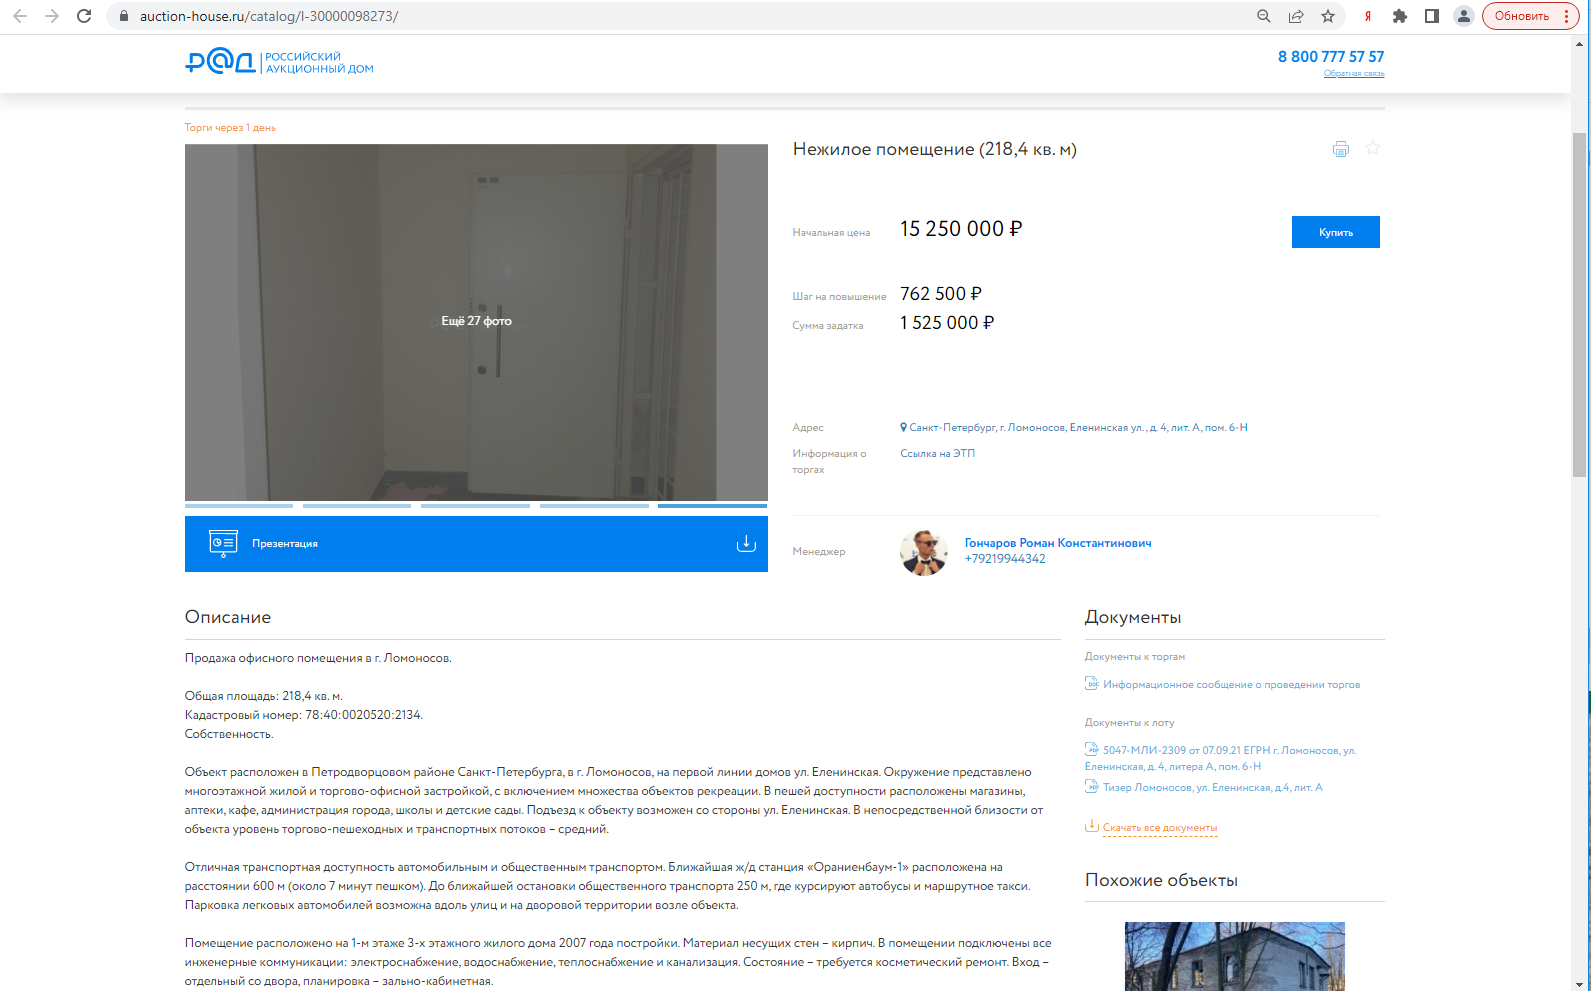 auction-house.ru/catalog/I-30000098273/
Я
Обновить
РАД РОССИЙСКИЙ АУКЦИОННЫЙ ДОМ
8 800 777 57 57
Обратная связь
Торги через 1 день
Ещё 27 фото
Презентация
Нежилое помещение (218,4 кв. м)
Начальная цена 15 250 000 ₽
Купить
Шаг на повышение 762 500 ₽
Сумма задатка 1 525 000 ₽
Адрес Санкт-Петербург, г. Ломоносов, Еленинская ул., д. 4, лит. А, пом. 6-Н
Информация о торгах Ссылка на ЭТП
Менеджер Гончаров Роман Константинович
+79219944342
Описание
Продажа офисного помещения в г. Ломоносов.
Общая площадь: 218,4 кв. м.
Кадастровый номер: 78:40:0020520:2134.
Собственность.
Объект расположен в Петродворцовом районе Санкт-Петербурга, в г. Ломоносов, на первой линии домов ул. Еленинская. Окружение представлено
многоэтажной жилой и торгово-офисной застройкой, с включением множества объектов рекреации. В пешей доступности расположены магазины,
аптеки, кафе, администрация города, школы и детские сады. Подъезд к объекту возможен со стороны ул. Еленинская. В непосредственной близости от
объекта уровень торгово-пешеходных и транспортных потоков – средний.
Отличная транспортная доступность автомобильным и общественным транспортом. Ближайшая ж/д станция «Ораниенбаум-1» расположена на
расстоянии 600 м (около 7 минут пешком). До ближайшей остановки общественного транспорта 250 м, где курсируют автобусы и маршрутное такси.
Парковка легковых автомобилей возможна вдоль улиц и на дворовой территории возле объекта.
Помещение расположено на 1-м этаже 3-х этажного жилого дома 2007 года постройки. Материал несущих стен – кирпич. В помещении подключены все
инженерные коммуникации: электроснабжение, водоснабжение, теплоснабжение и канализация. Состояние – требуется косметический ремонт. Вход –
отдельный со двора, планировка – зально-кабинетная.
Документы
Документы к торгам
Информационное сообщение о проведении торгов
Документы к лоту
5047-МЛИ-2309 от 07.09.21 ЕГРН г. Ломоносов, ул.
Еленинская, д. 4, литера А, пом. 6-Н
Тизер Ломоносов, ул. Еленинская, д.4, лит. А
Скачать все документы
Похожие объекты